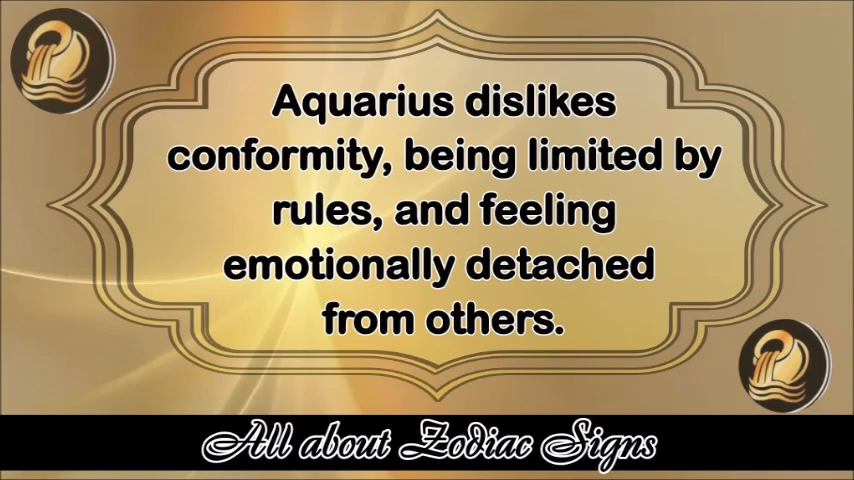 Aquarius dislikes
conformity, being limited by
rules, and feeling
emotionally detached
from others.
All about Zodiac Signs